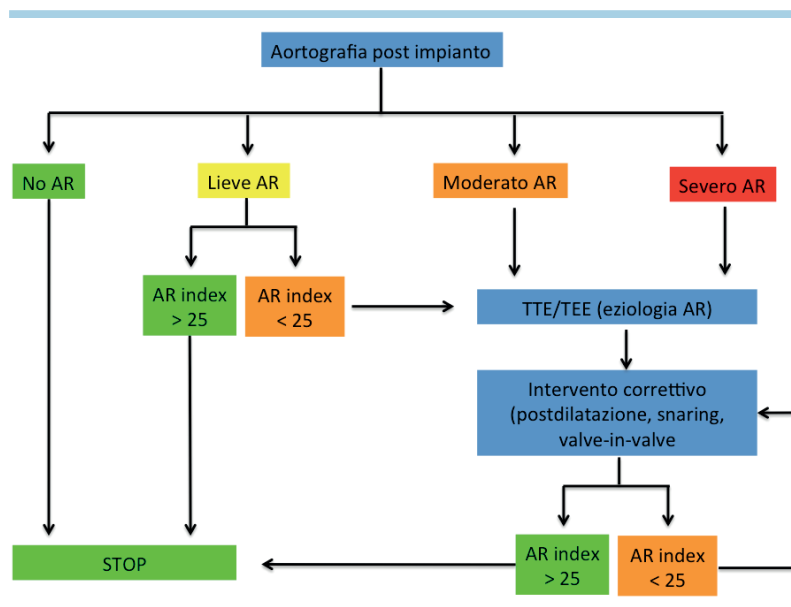 Aortografia post impianto
No AR
Lieve AR
Moderato AR
Severo AR
AR index
> 25
AR index
< 25
TTE/TEE (eziologia AR)
Intervento correttivo
(postdilatazione, snaring,
valve-in-valve
STOP
AR index
> 25
AR index
< 25